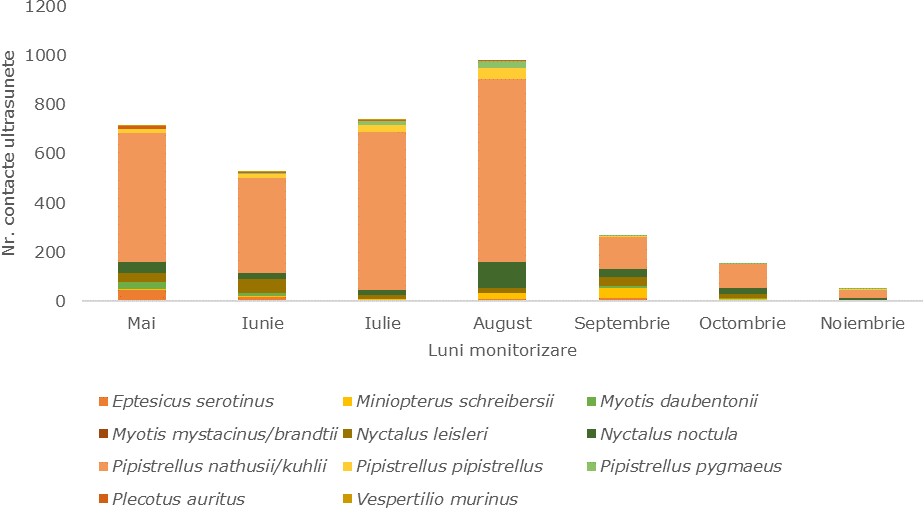 1200
1000
800
600
400
200
0
Nr. contacte ultrasunete
Mai Iunie Iulie August Septembrie Octombrie Noiembrie
Luni monitorizare
Eptesicus serotinus Miniopterus schreibersii Myotis daubentonii
Myotis mystacinus/brandtii Nyctalus leisleri Nyctalus noctula
Pipistrellus nathusii/kuhlii Pipistrellus pipistrellus Pipistrellus pygmaeus
Plecotus auritus Vespertilio murinus